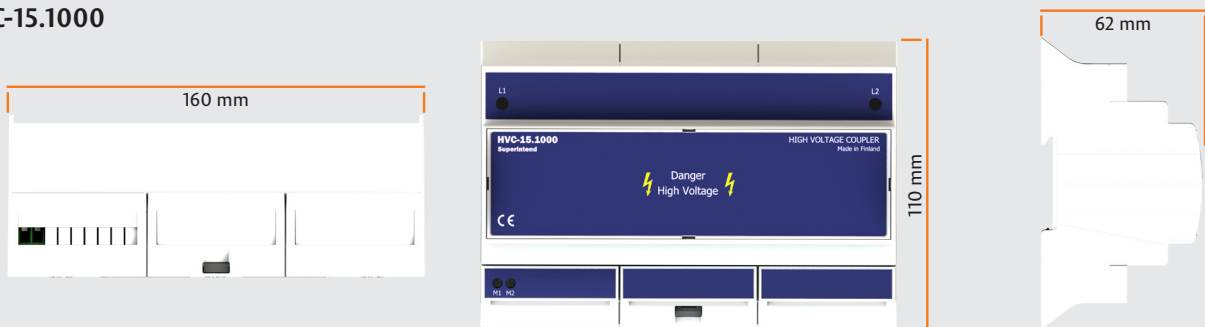 C-15.1000
160 mm
L1
L2
HVC-15.1000
Superintend
HIGH VOLTAGE COUPLER
Made in Finland
Danger
High Voltage
CE
M1 M2
110 mm
62 mm